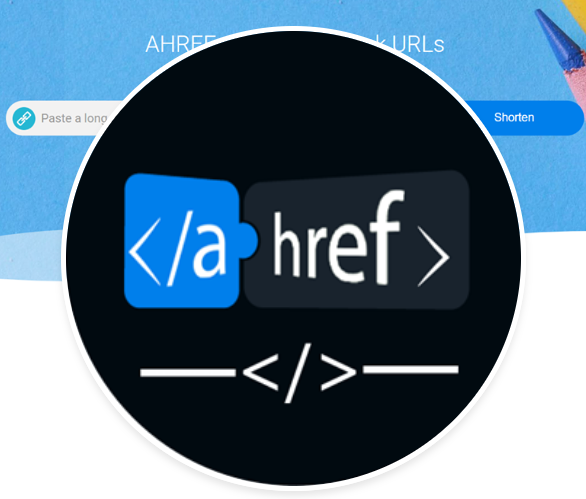 AHREF URLs
Paste a long Shorten
</a href >
</>